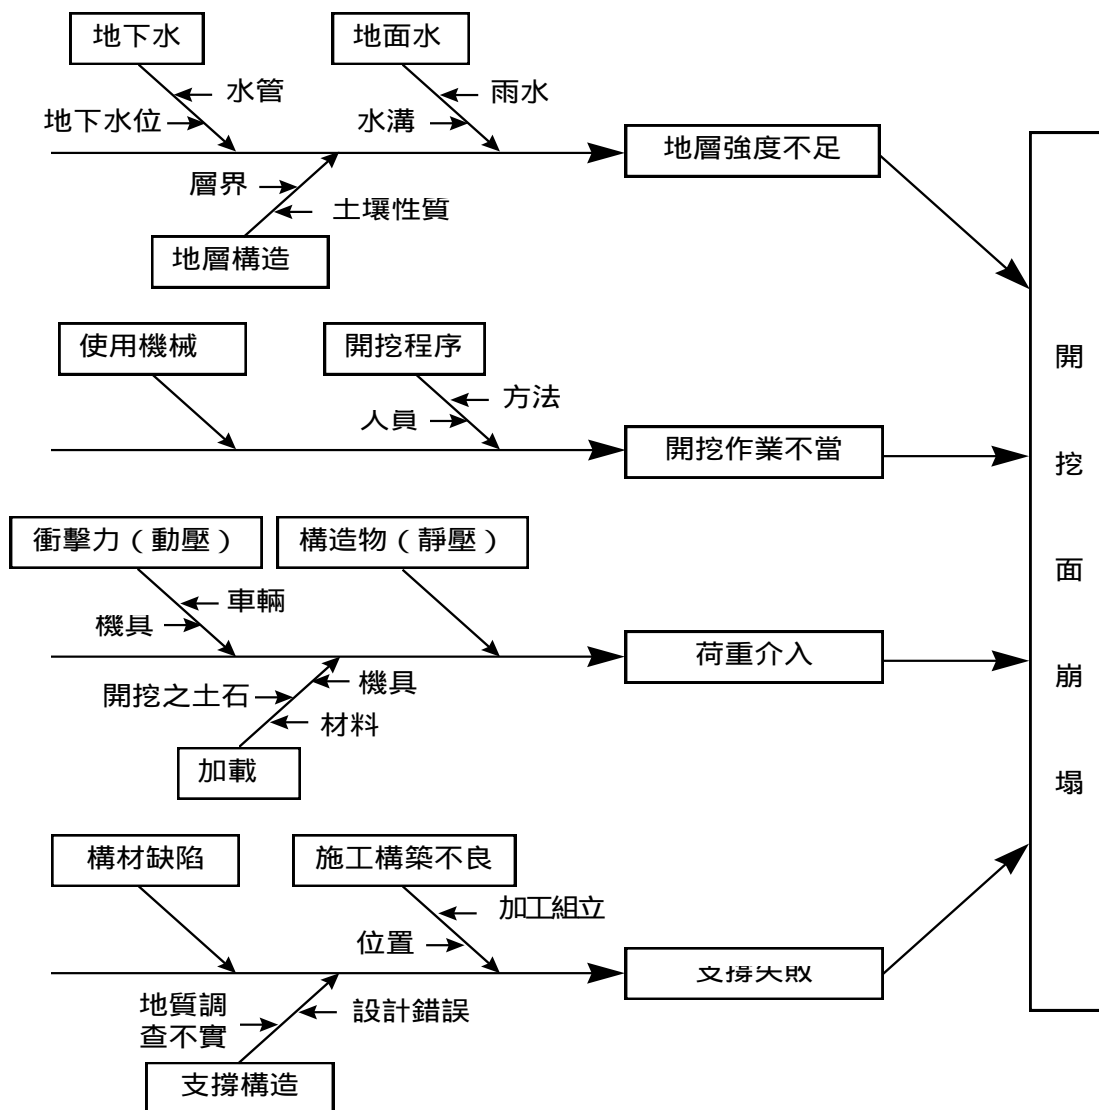 地下水
地面水
水管
雨水
地下水位
水溝
地層強度不足
層界
土壤性質
地層構造
使用機械
開挖程序
方法
人員
開挖作業不當
衝擊力（動壓）
構造物（靜壓）
車輛
機具
荷重介入
開挖之土石
機具
材料
加載
構材缺陷
施工構築不良
加工組立
位置
支撐失敗
地質調
查不實
設計錯誤
支撐構造
開
挖
面
崩
塌